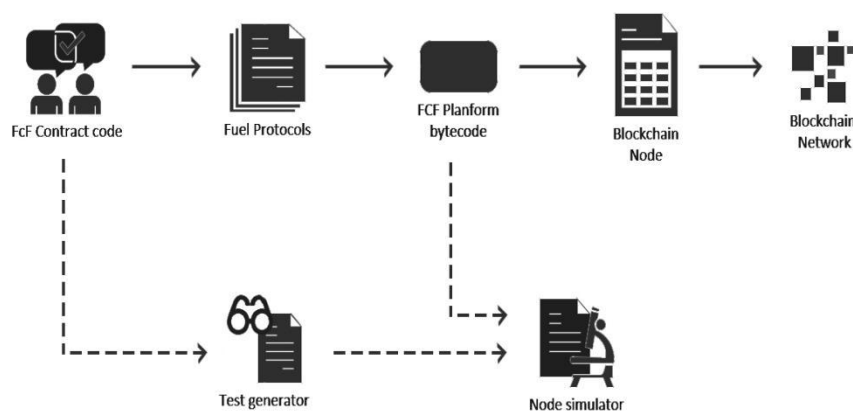 FcF Contract code
Fuel Protocols
FCF Planform
bytecode
Blockchain
Node
Blockchain
Network
Test generator
Node simulator